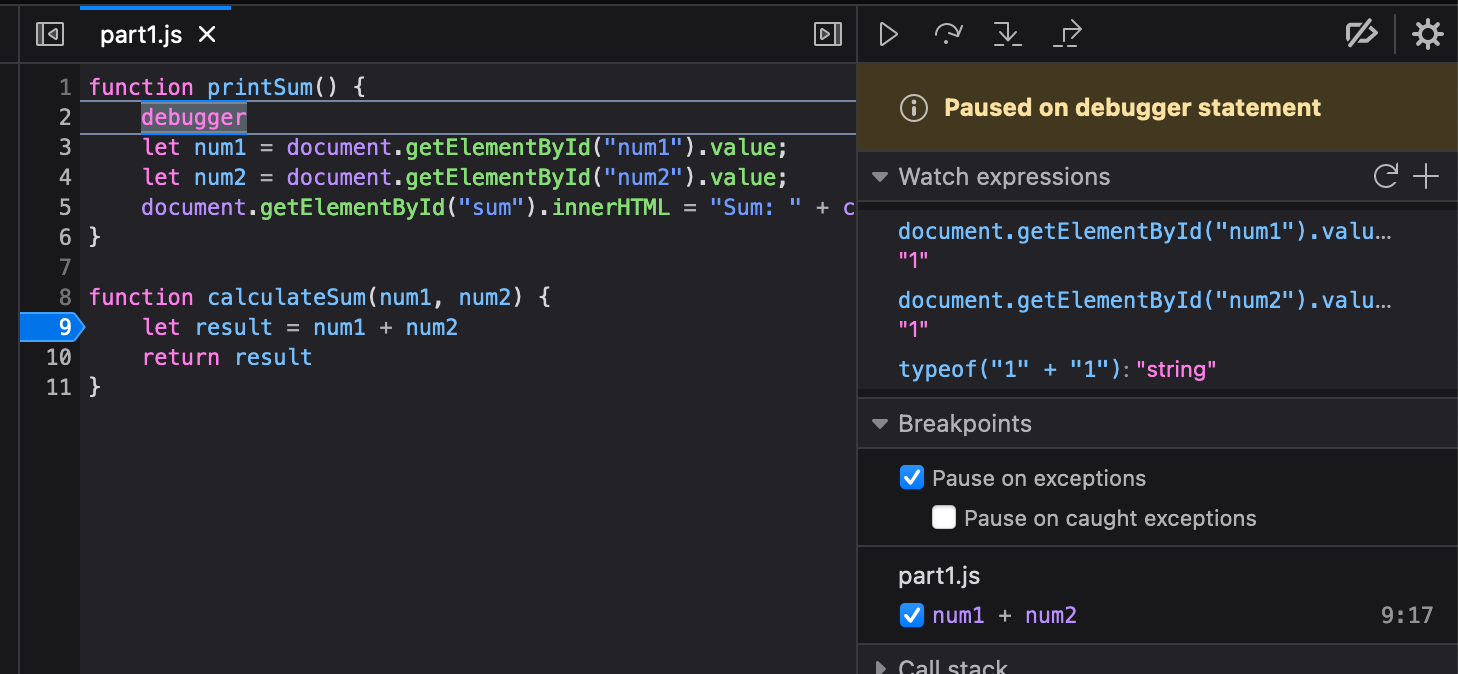 part1.js
1 function printSum() {
2 debugger
3 let num1 = document.getElementById("num1").value;
4 let num2 = document.getElementById("num2").value;
5 document.getElementById("sum").innerHTML = "Sum: " + c
6 }
7
8 function calculateSum(num1, num2) {
9 let result = num1 + num2
10 return result
11 }
Paused on debugger statement
Watch expressions
document.getElementById("num1").valu…
"1"
document.getElementById("num2").valu…
"1"
typeof("1" + "1"): "string"
Breakpoints
Pause on exceptions
Pause on caught exceptions
part1.js
num1 + num2 9:17
Call stack